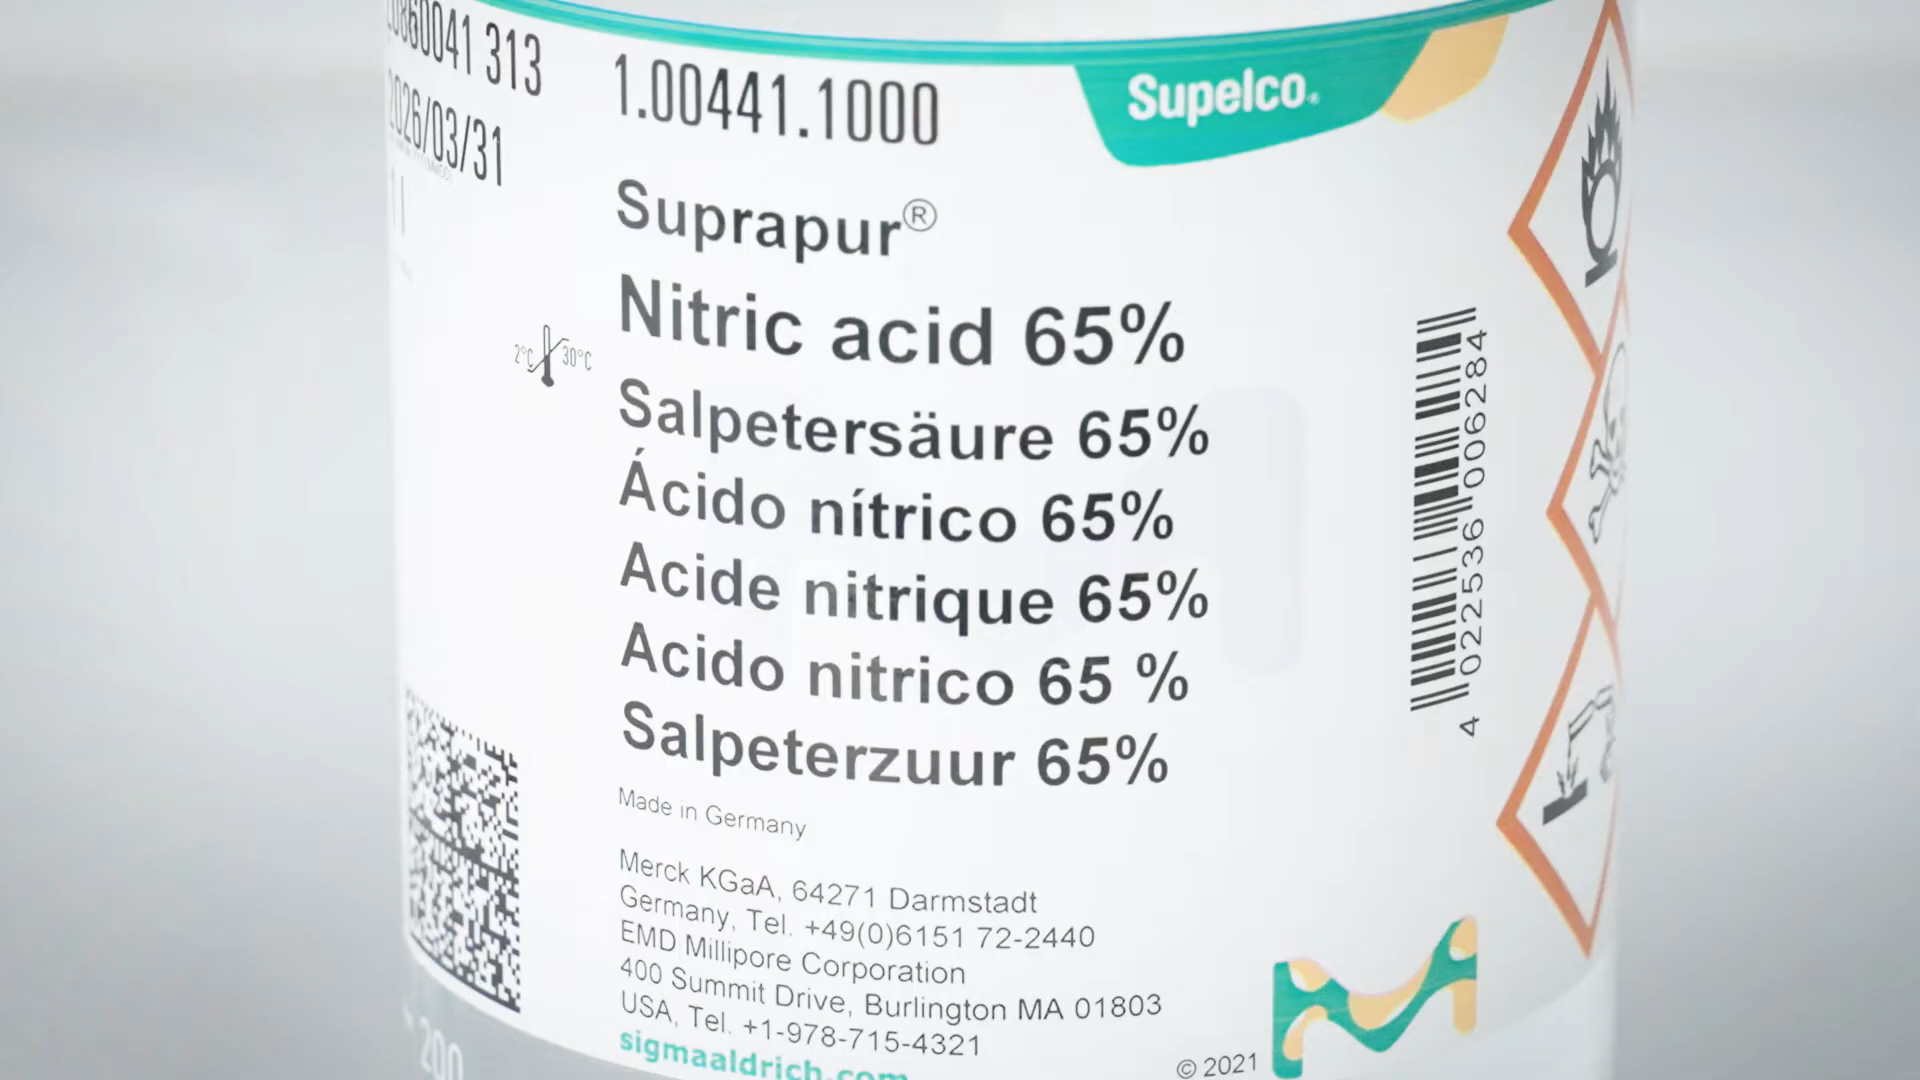 0041 313
2026/03/31
1 l
1.00441.1000
Supelco®
Suprapur®
Nitric acid 65%
2°C 30°C
Salpetersäure 65%
Ácido nítrico 65%
Acide nitrique 65%
Acido nitrico 65 %
Salpeterzuur 65%
4 022536 006284
Made in Germany
Merck KGaA, 64271 Darmstadt
Germany, Tel. +49(0)6151 72-2440
EMD Millipore Corporation
400 Summit Drive, Burlington MA 01803
USA, Tel. +1-978-715-4321
sigmaaldrich.com
© 2021
200